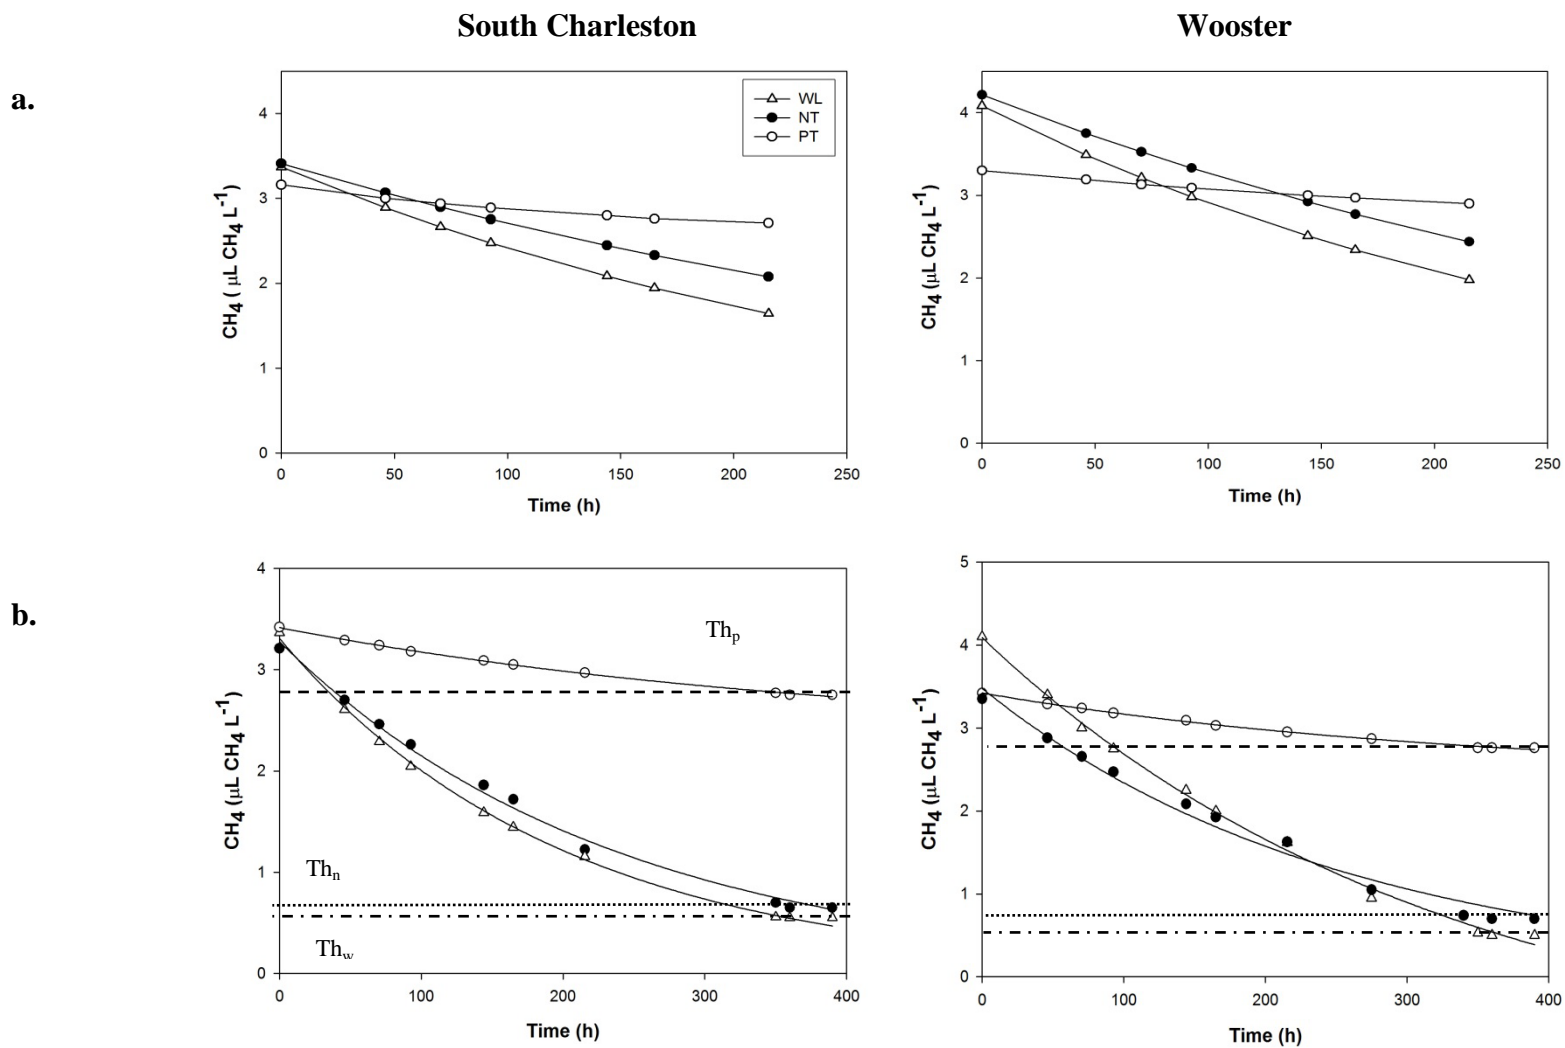 South Charleston
Wooster
a.
CH4 ( µL CH4 L-1)
4
3
2
1
0
WL
NT
PT
0 50 100 150 200 250
Time (h)
CH4 (µL CH4 L-1)
4
3
2
1
0
0 50 100 150 200 250
Time (h)
b.
CH4 (µL CH4 L-1)
4
3
2
1
0
Thp
Thn
Thw
0 100 200 300 400
Time (h)
CH4 (µL CH4 L-1)
5
4
3
2
1
0
0 100 200 300 400
Time (h)